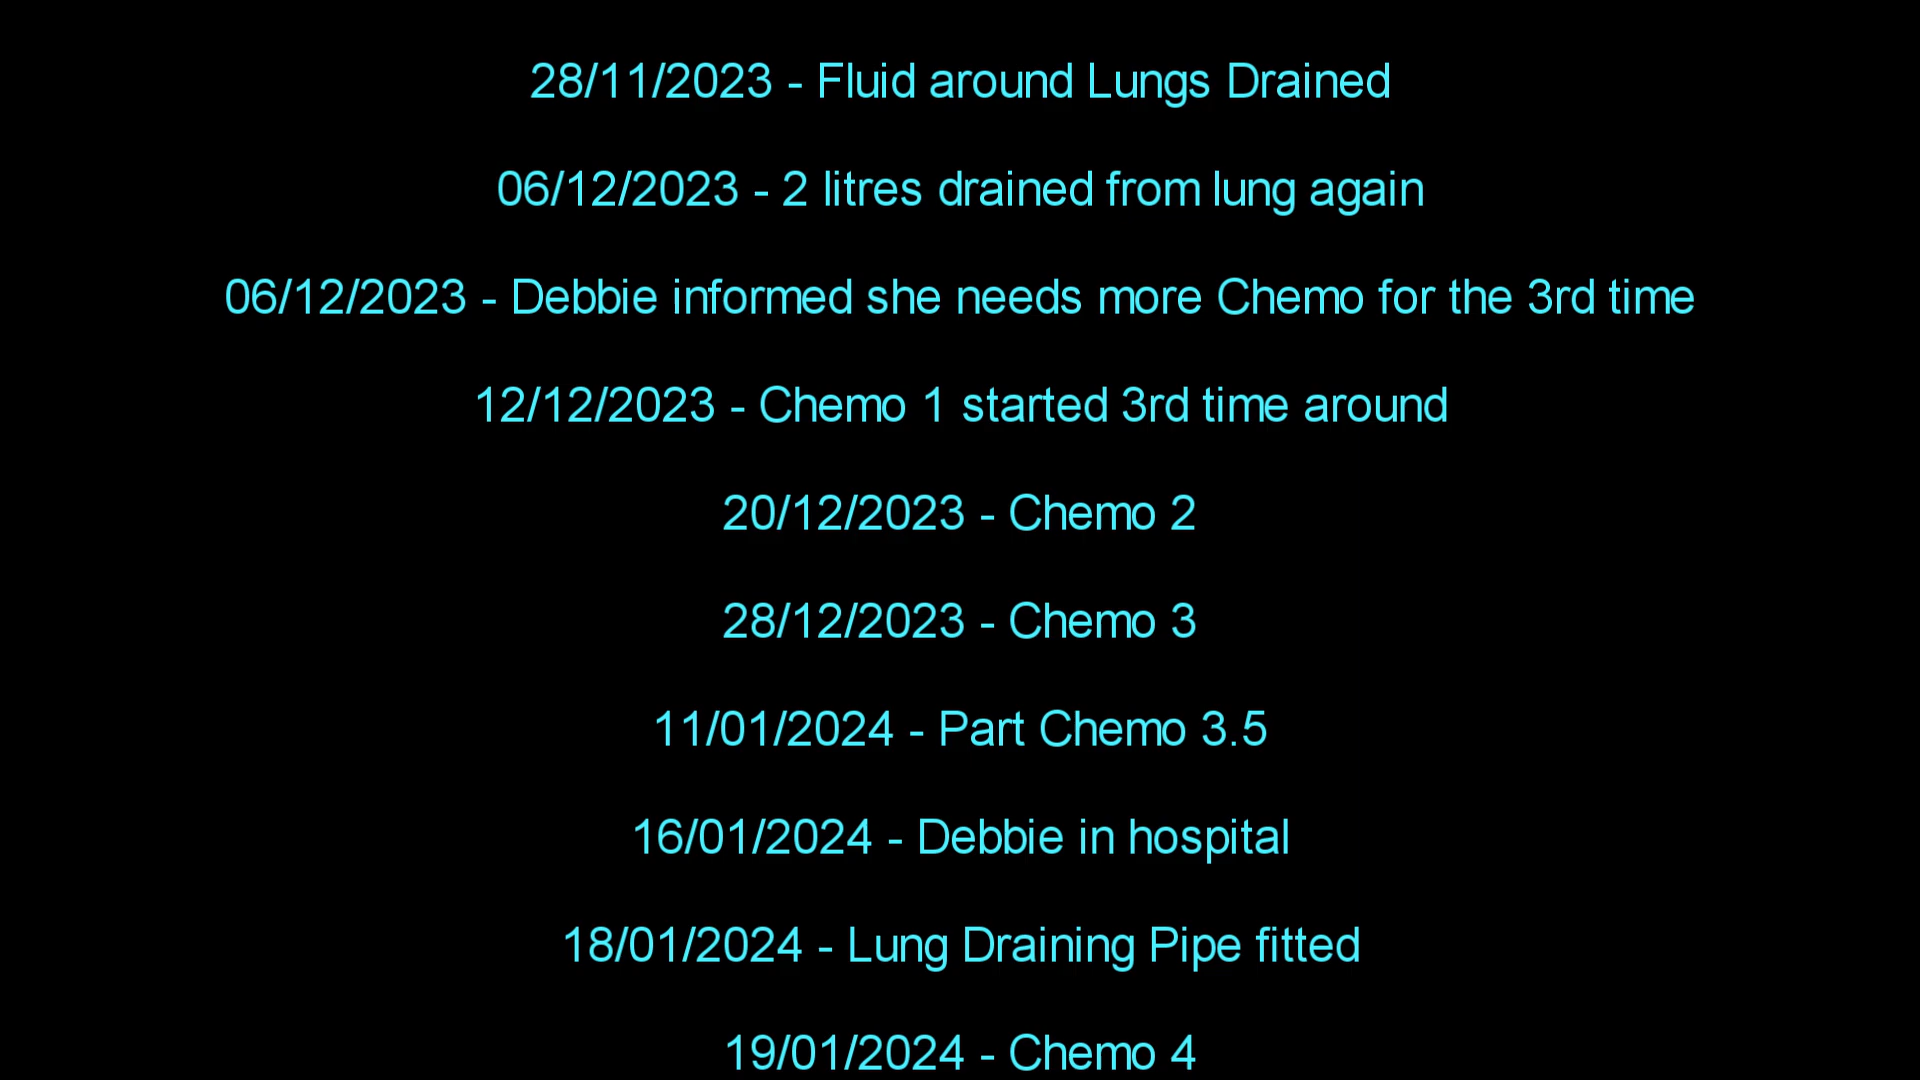 28/11/2023 - Fluid around Lungs Drained
06/12/2023 - 2 litres drained from lung again
06/12/2023 - Debbie informed she needs more Chemo for the 3rd time
12/12/2023 - Chemo 1 started 3rd time around
20/12/2023 - Chemo 2
28/12/2023 - Chemo 3
11/01/2024 - Part Chemo 3.5
16/01/2024 - Debbie in hospital
18/01/2024 - Lung Draining Pipe fitted
19/01/2024 - Chemo 4